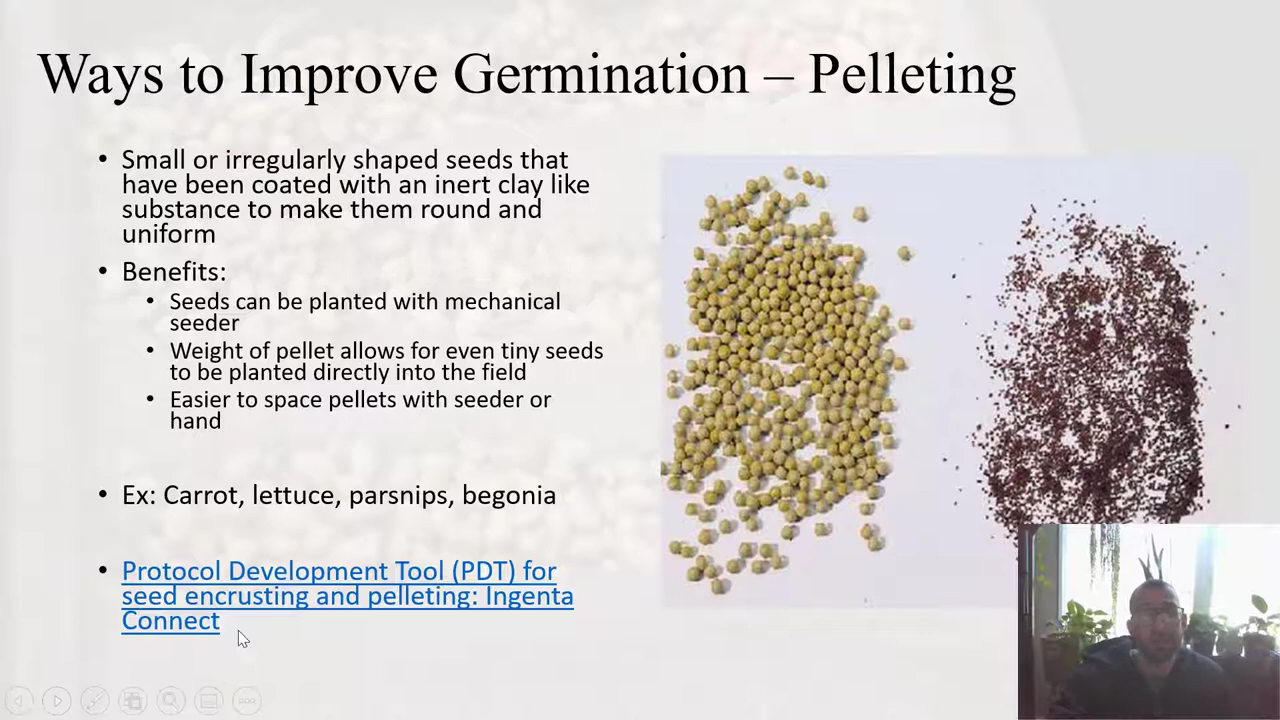 Ways to Improve Germination – Pelleting
• Small or irregularly shaped seeds that
have been coated with an inert clay like
substance to make them round and
uniform
• Benefits:
• Seeds can be planted with mechanical
seeder
• Weight of pellet allows for even tiny seeds
to be planted directly into the field
• Easier to space pellets with seeder or
hand
• Ex: Carrot, lettuce, parsnips, begonia
• Protocol Development Tool (PDT) for
seed encrusting and pelleting: Ingenta
Connect